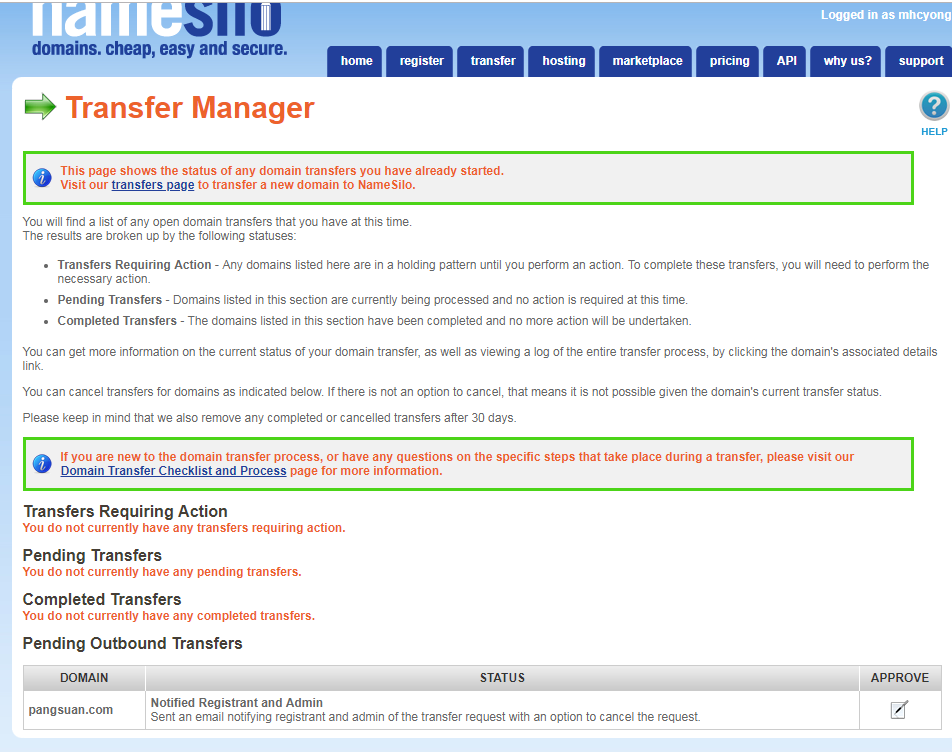 namesilo
domains. cheap, easy and secure.
Logged in as mhcyong
home register transfer hosting marketplace pricing API why us? support
Transfer Manager
HELP
This page shows the status of any domain transfers you have already started.
Visit our transfers page to transfer a new domain to NameSilo.
You will find a list of any open domain transfers that you have at this time.
The results are broken up by the following statuses:
• Transfers Requiring Action - Any domains listed here are in a holding pattern until you perform an action. To complete these transfers, you will need to perform the
necessary action.
• Pending Transfers - Domains listed in this section are currently being processed and no action is required at this time.
• Completed Transfers - The domains listed in this section have been completed and no more action will be undertaken.
You can get more information on the current status of your domain transfer, as well as viewing a log of the entire transfer process, by clicking the domain's associated details
link.
You can cancel transfers for domains as indicated below. If there is not an option to cancel, that means it is not possible given the domain's current transfer status.
Please keep in mind that we also remove any completed or cancelled transfers after 30 days.
If you are new to the domain transfer process, or have any questions on the specific steps that take place during a transfer, please visit our
Domain Transfer Checklist and Process page for more information.
Transfers Requiring Action
You do not currently have any transfers requiring action.
Pending Transfers
You do not currently have any pending transfers.
Completed Transfers
You do not currently have any completed transfers.
Pending Outbound Transfers
DOMAIN STATUS APPROVE
pangsuan.com
Notified Registrant and Admin
Sent an email notifying registrant and admin of the transfer request with an option to cancel the request.